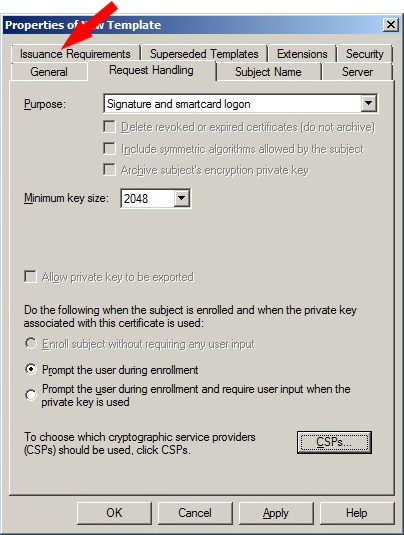 Properties of New Template
Issuance Requirements Superseded Templates Extensions Security
General Request Handling Subject Name Server
Purpose: Signature and smartcard logon
Delete revoked or expired certificates (do not archive)
Include symmetric algorithms allowed by the subject
Archive subject's encryption private key
Minimum key size: 2048
Allow private key to be exported
Do the following when the subject is enrolled and when the private key
associated with this certificate is used:
Enroll subject without requiring any user input
Prompt the user during enrollment
Prompt the user during enrollment and require user input when the
private key is used
To choose which cryptographic service providers
(CSPs) should be used, click CSPs.
CSPs...
OK Cancel Apply Help